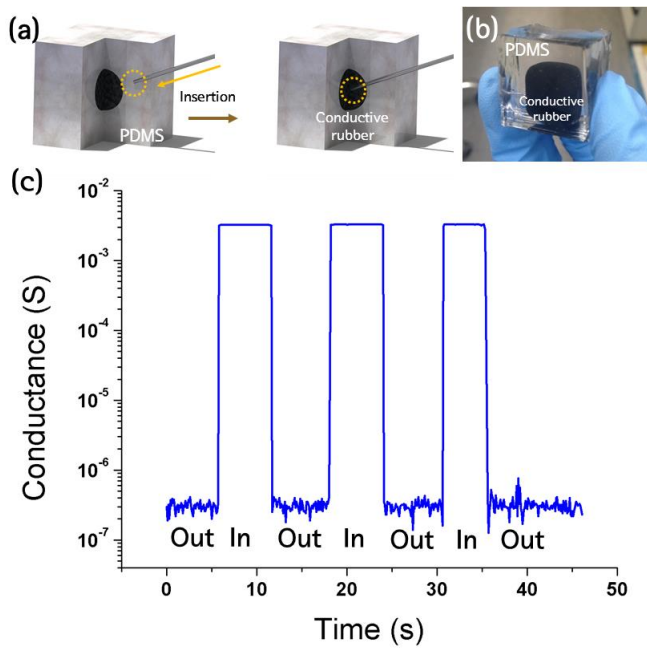 (a)
Insertion
PDMS
Conductive
rubber
(b)
PDMS
Conductive
rubber
(c)
Conductance (S)
10⁻²
10⁻³
10⁻⁴
10⁻⁵
10⁻⁶
10⁻⁷
Out In Out In Out In Out
0 10 20 30 40 50
Time (s)